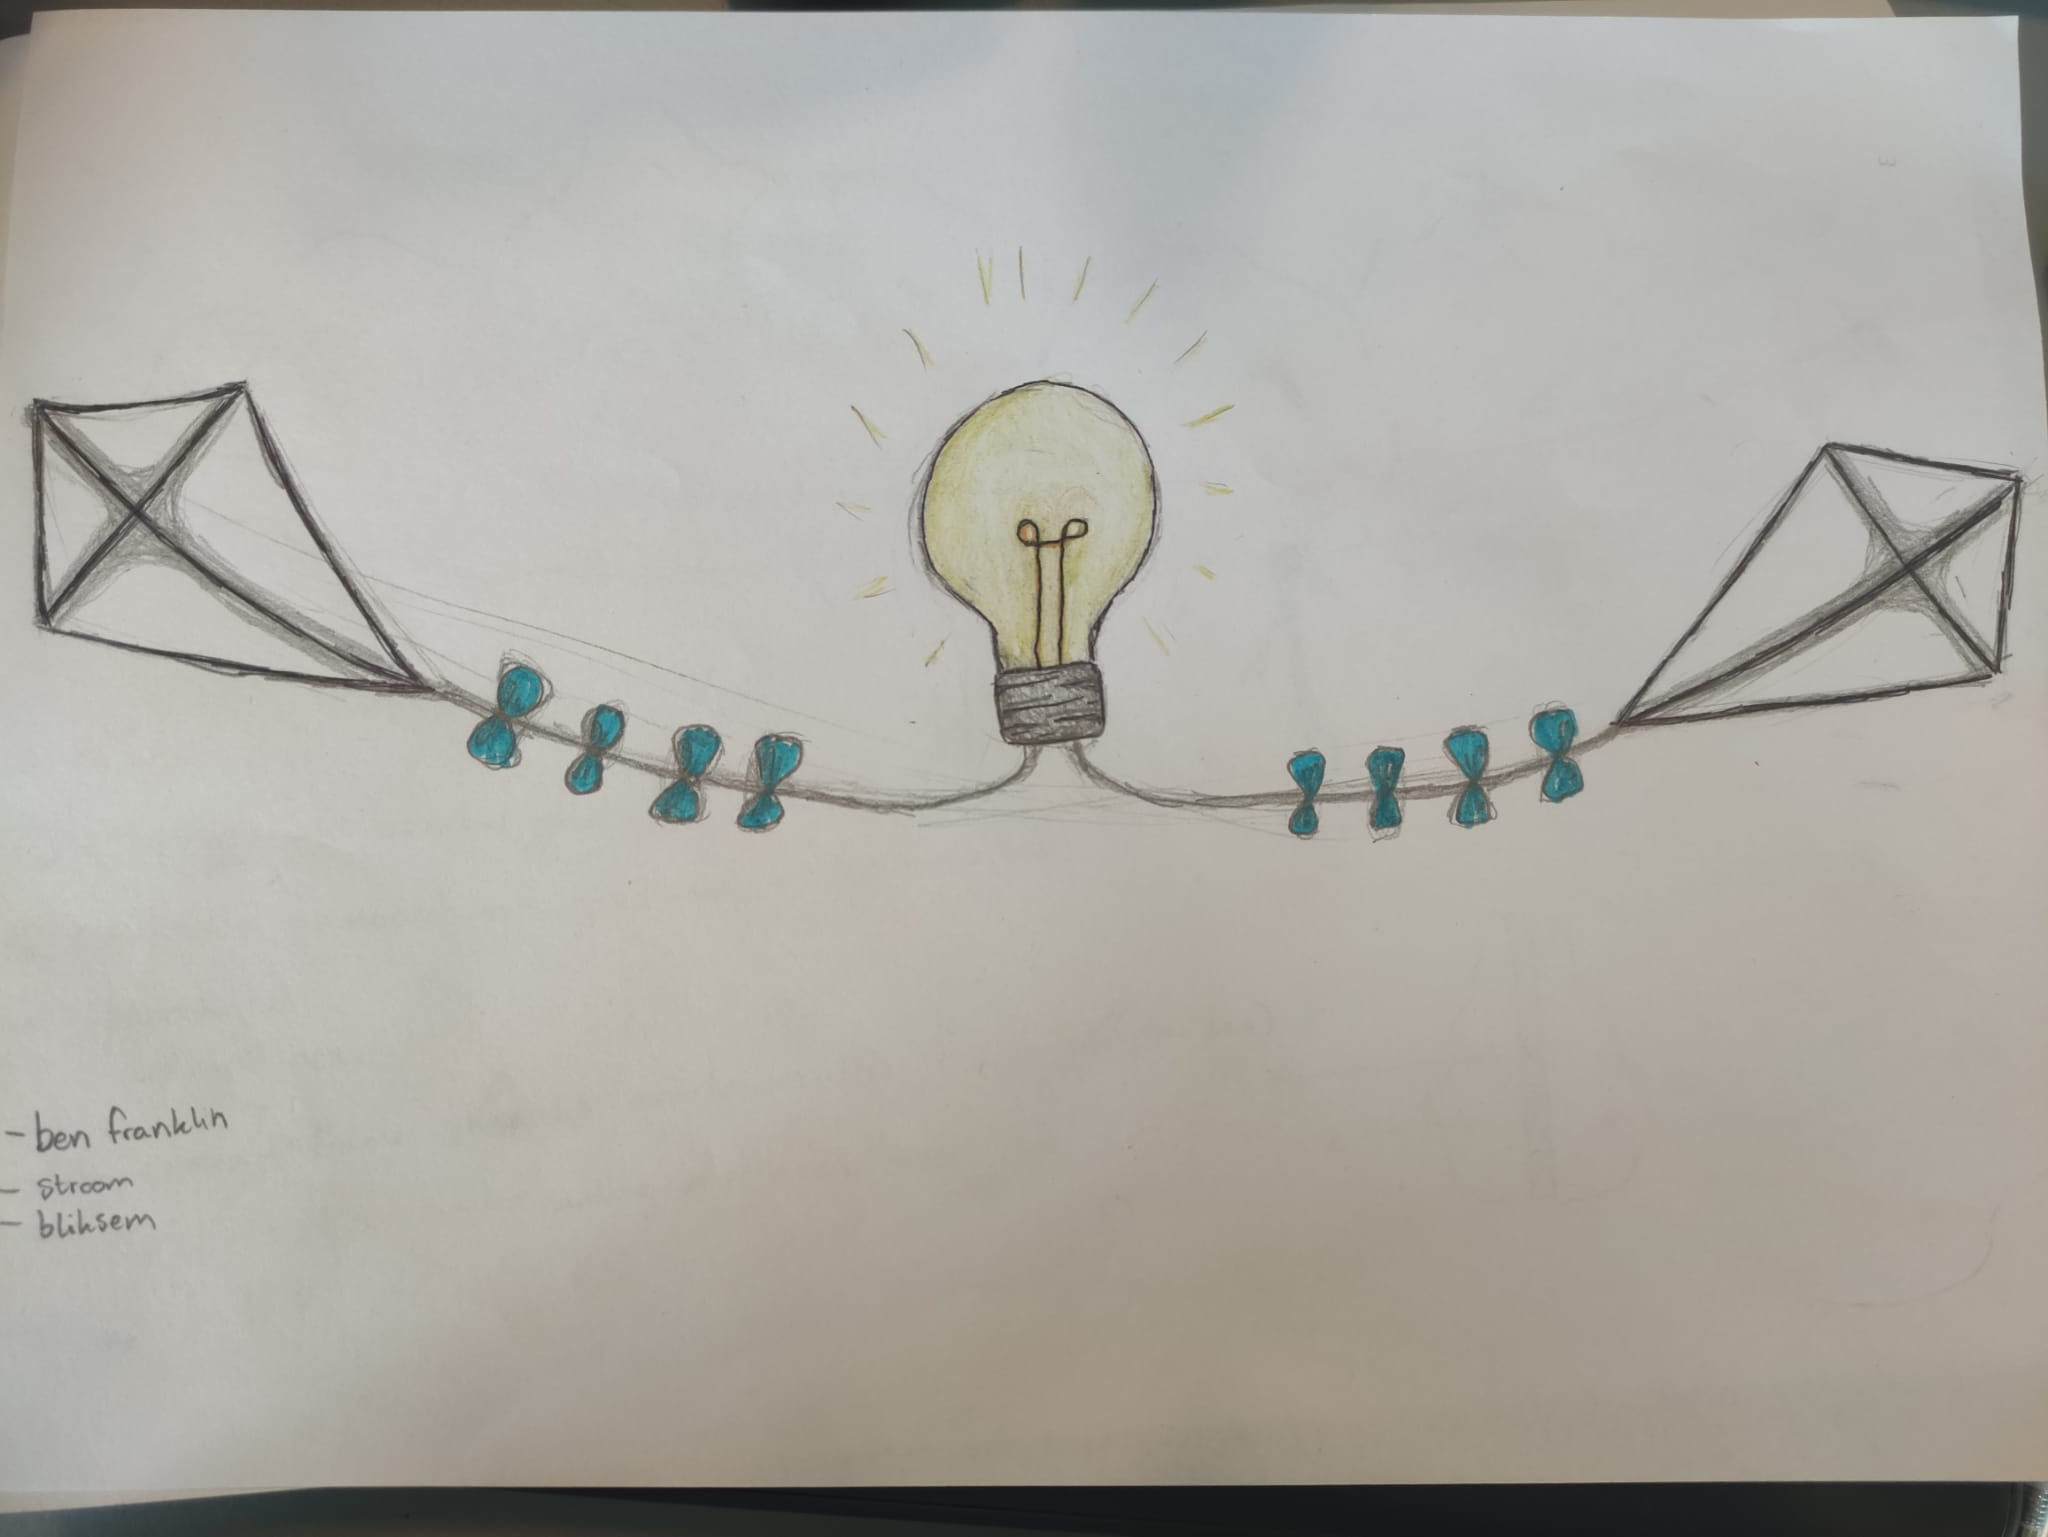 - ben franklin
- stroom
- bliksem